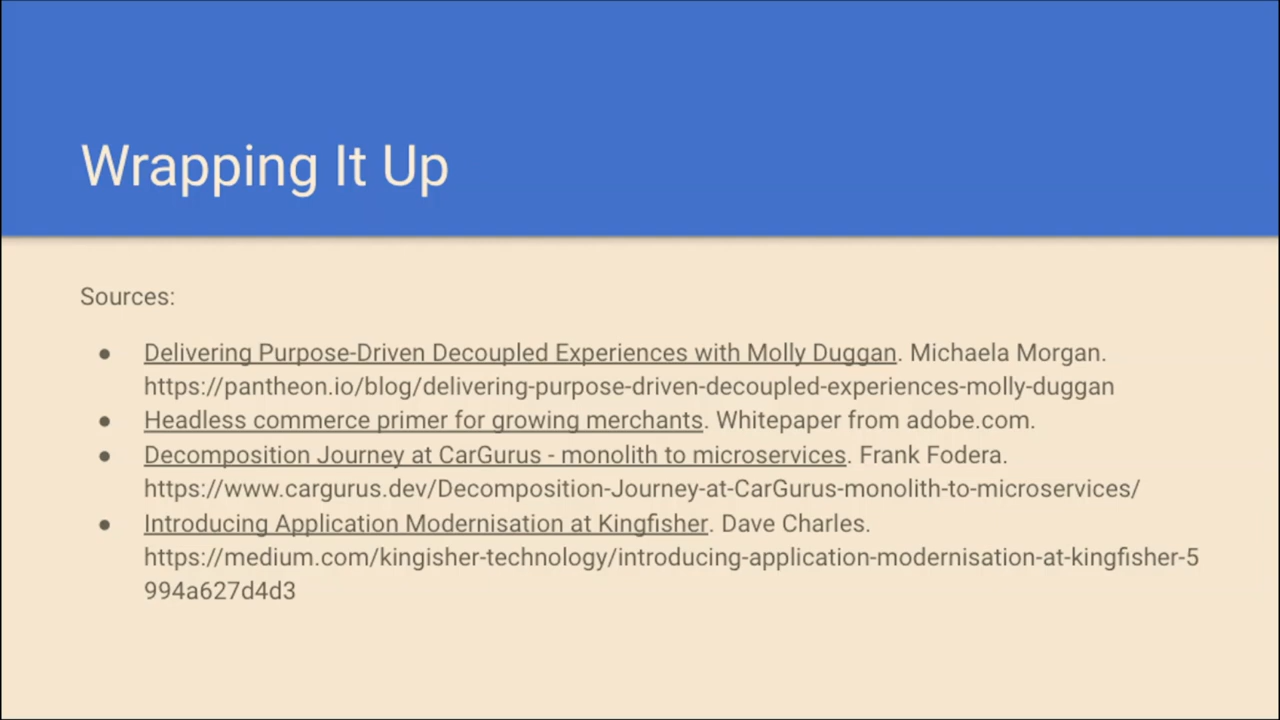 Wrapping It Up
Sources:
● Delivering Purpose-Driven Decoupled Experiences with Molly Duggan. Michaela Morgan.
https://pantheon.io/blog/delivering-purpose-driven-decoupled-experiences-molly-duggan
● Headless commerce primer for growing merchants. Whitepaper from adobe.com.
● Decomposition Journey at CarGurus - monolith to microservices. Frank Fodera.
https://www.cargurus.dev/Decomposition-Journey-at-CarGurus-monolith-to-microservices/
● Introducing Application Modernisation at Kingfisher. Dave Charles.
https://medium.com/kingisher-technology/introducing-application-modernisation-at-kingfisher-5
994a627d4d3